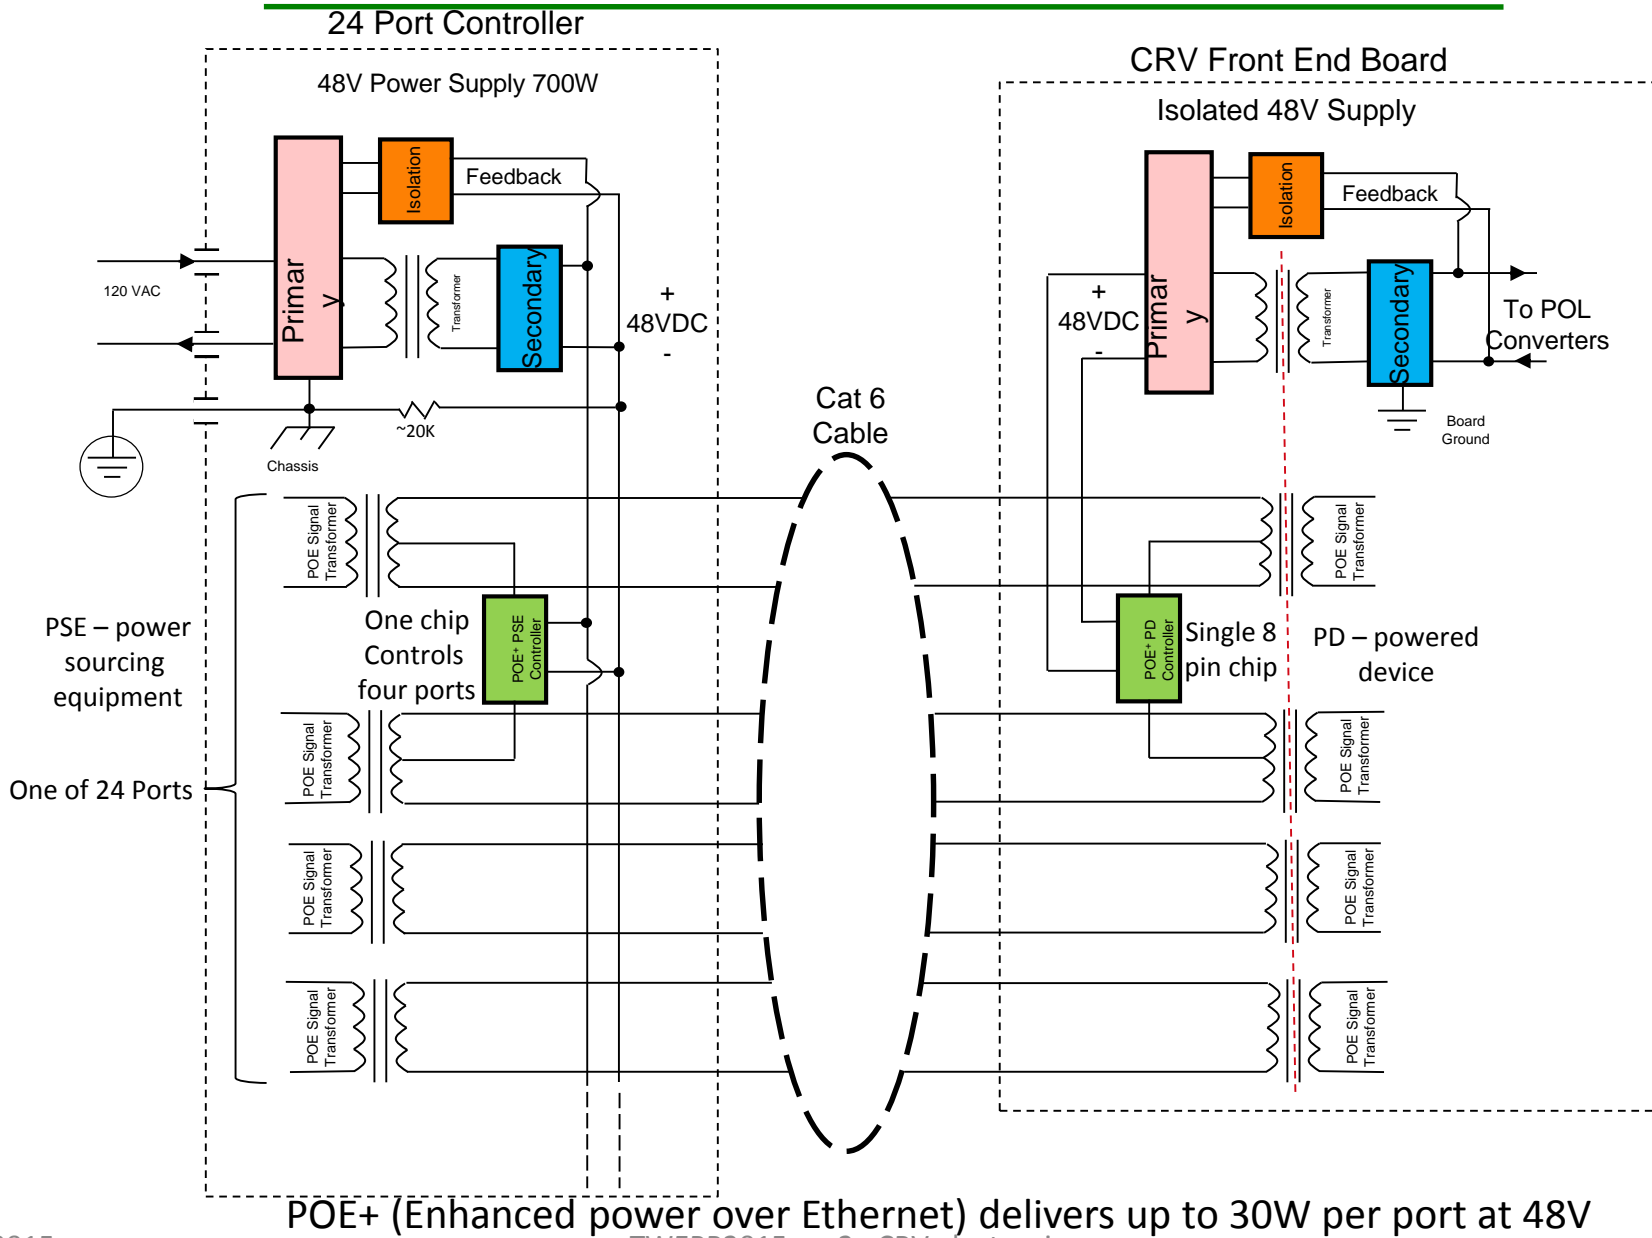 24 Port Controller
48V Power Supply 700W
Isolation
Feedback
Primar
y
Transformer
Secondary
120 VAC
+
48VDC
-
~20K
Chassis
CRV Front End Board
Isolated 48V Supply
Isolation
Feedback
+
48VDC
-
Primar
y
Transformer
Secondary
To POL
Converters
Board
Ground
Cat 6
Cable
POE Signal
Transformer
PSE – power
sourcing
equipment
One chip
Controls
four ports
POE+ PSE
Controller
POE Signal
Transformer
One of 24 Ports
POE Signal
Transformer
POE Signal
Transformer
POE Signal
Transformer
POE+ PD
Controller
Single 8
pin chip
PD – powered
device
POE Signal
Transformer
POE Signal
Transformer
POE Signal
Transformer
POE+ (Enhanced power over Ethernet) delivers up to 30W per port at 48V